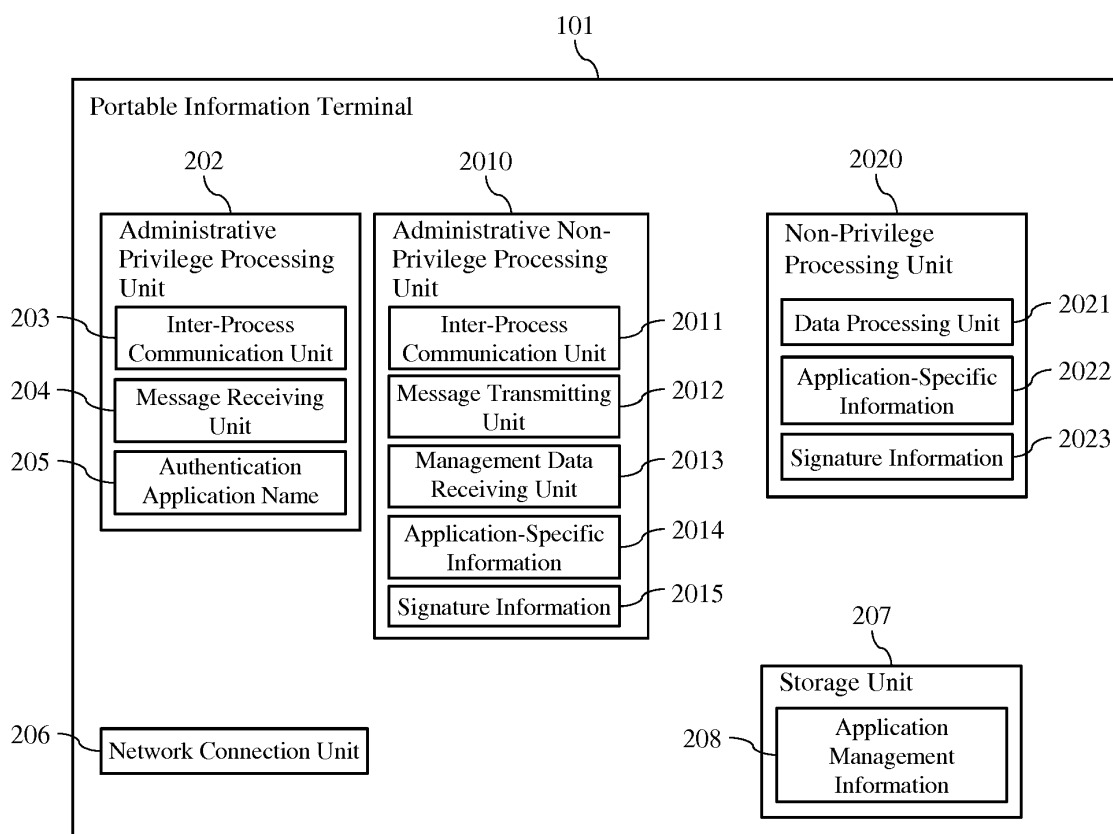 101
Portable Information Terminal
202
2010
2020
Administrative
Privilege Processing
Unit
203
Inter-Process
Communication Unit
204
Message Receiving
Unit
205
Authentication
Application Name
Administrative Non-
Privilege Processing
Unit
Inter-Process
Communication Unit
2011
Message Transmitting
Unit
2012
Management Data
Receiving Unit
2013
Application-Specific
Information
2014
Signature Information
2015
Non-Privilege
Processing Unit
Data Processing Unit
2021
Application-Specific
Information
2022
Signature Information
2023
206
Network Connection Unit
207
Storage Unit
208
Application
Management
Information